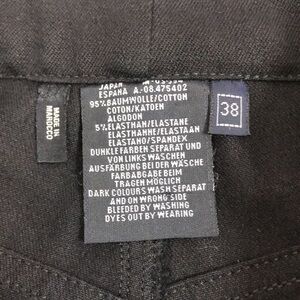 JAPAN
ESPAÑA A.-08.475402
95%BAUMWOLLE/COTTON
COTON/KATOEN
ALGODON
5%ELASTHAN/ELASTANE
ELASTHANNE/ELASTAAN
ELASTANO/SPANDEX
DUNKLE FARBEN SEPARAT UND
VON LINKS WASCHEN
AUSFÄRBUNG BEI DER WÄSCHE
FARBABGABE BEIM
TRAGEN MÖGLICH
DARK COLOURS WASH SEPARAT
AND ON WRONG SIDE
BLEEDED BY WASHING
DYES OUT BY WEARING
38
MADE IN
MAROCCO